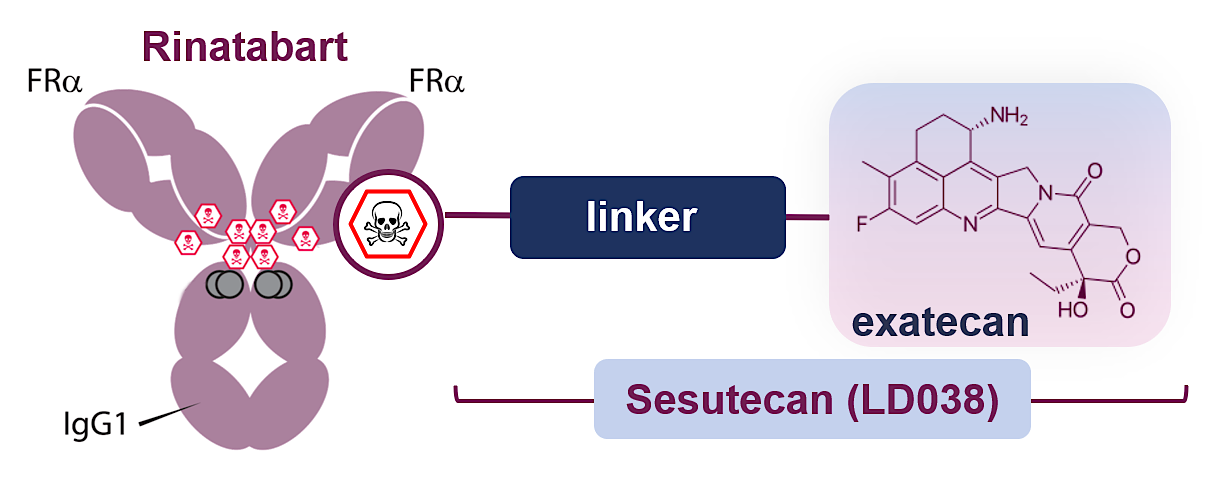 Rinatabart
FRα
FRα
IgG1
linker
NH2
F
N
N
O
O
O
HO
exatecan
Sesutecan (LD038)